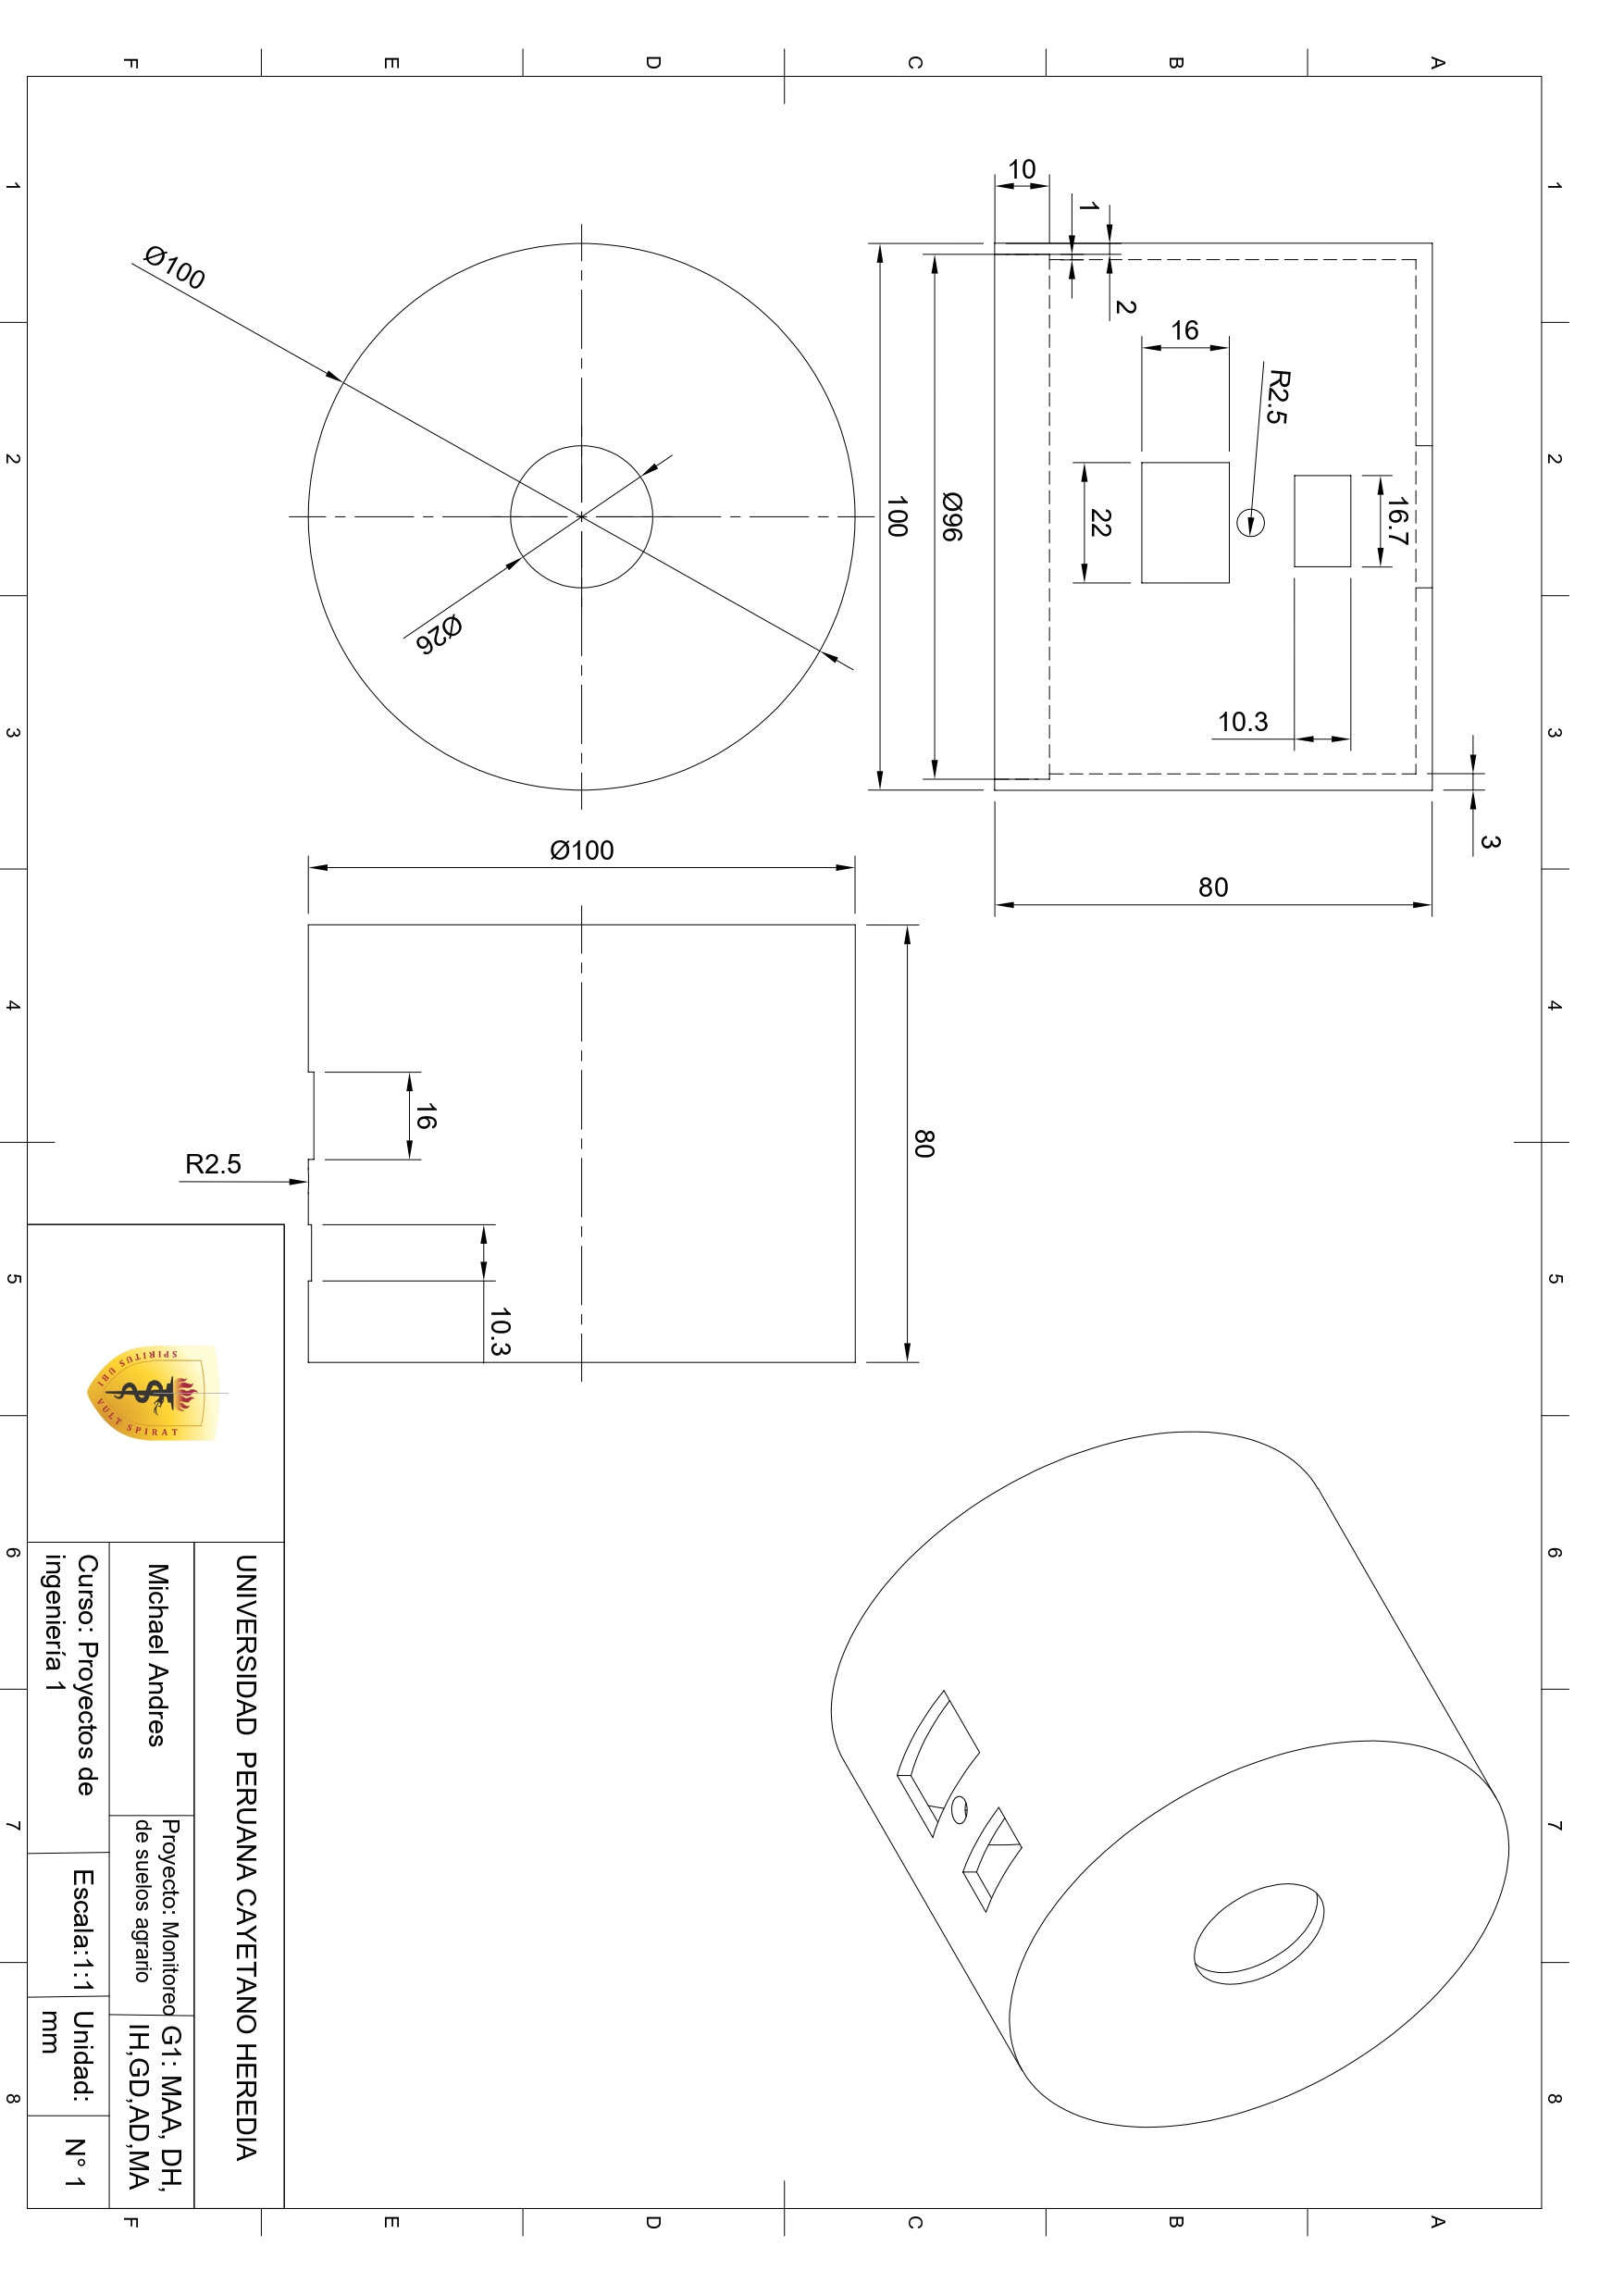 1 2 3 4 5 6 7 8
A A
3
16.7
R2.5
10.3
80
16
B B
2
22
1
10
Ø96
C C
80
100
D D
Ø100
10.3
Ø26
16
E E
R2.5
Ø100
UNIVERSIDAD PERUANA CAYETANO HEREDIA
SPIRITUS UBI VULT SPIRAT
Michael Andres
Proyecto: Monitoreo
de suelos agrario
G1: MAA, DH,
IH,GD,AD,MA
F F
Curso: Proyectos de
ingeniería 1
Escala:1:1
Unidad:
mm
N° 1
1 2 3 4 5 6 7 8